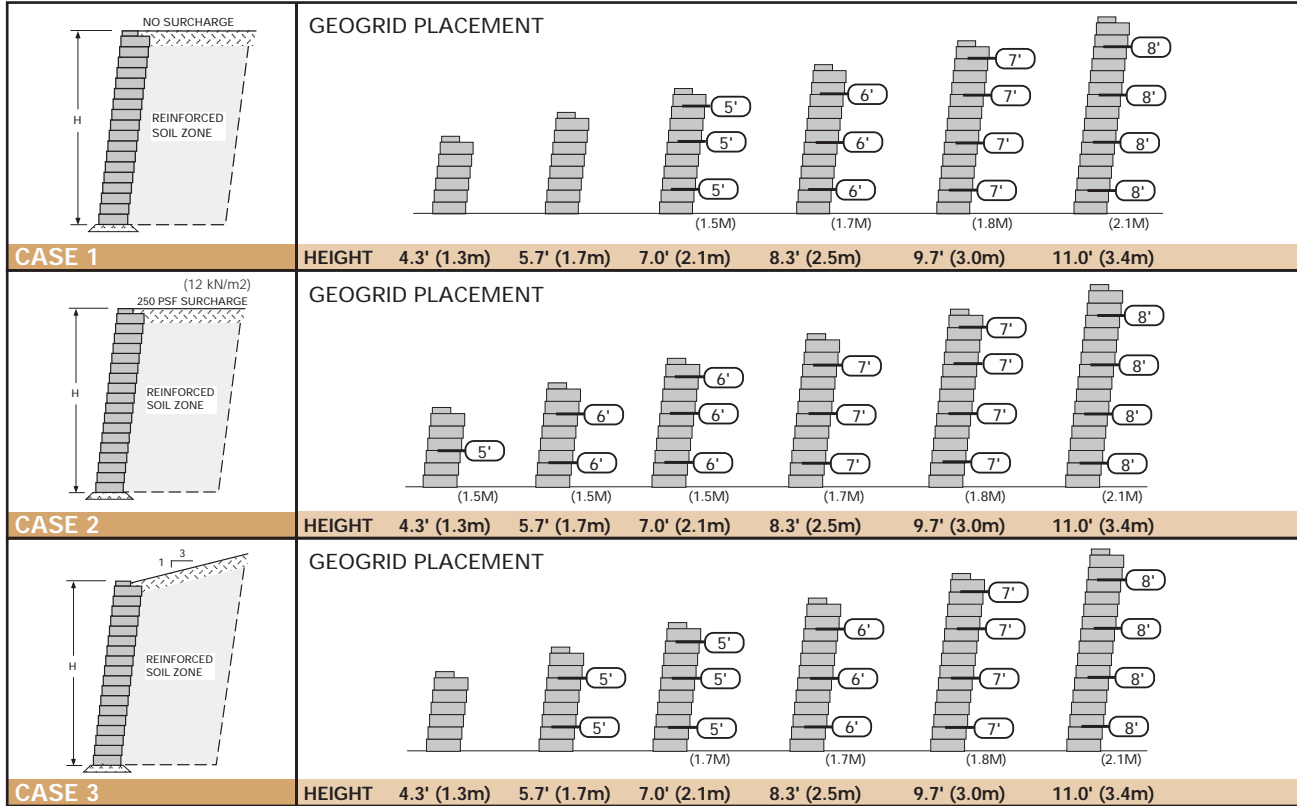 NO SURCHARGE
H
REINFORCED
SOIL ZONE
CASE 1
GEOGRID PLACEMENT
8'
7'
6' 7' 8'
5'
5' 6' 7' 8'
5' 6' 7' 8'
(1.5M) (1.7M) (1.8M) (2.1M)
HEIGHT 4.3' (1.3m) 5.7' (1.7m) 7.0' (2.1m) 8.3' (2.5m) 9.7' (3.0m) 11.0' (3.4m)
(12 kN/m2)
250 PSF SURCHARGE
H
REINFORCED
SOIL ZONE
CASE 2
GEOGRID PLACEMENT
8'
7'
7' 7' 8'
6'
6' 6' 7' 7' 8'
5'
6' 6' 7' 7' 8'
(1.5M) (1.5M) (1.5M) (1.7M) (1.8M) (2.1M)
HEIGHT 4.3' (1.3m) 5.7' (1.7m) 7.0' (2.1m) 8.3' (2.5m) 9.7' (3.0m) 11.0' (3.4m)
3
1
H
REINFORCED
SOIL ZONE
CASE 3
GEOGRID PLACEMENT
8'
7'
6' 7' 8'
5'
5' 5' 6' 7' 8'
5' 5' 6' 7' 8'
(1.7M) (1.7M) (1.8M) (2.1M)
HEIGHT 4.3' (1.3m) 5.7' (1.7m) 7.0' (2.1m) 8.3' (2.5m) 9.7' (3.0m) 11.0' (3.4m)